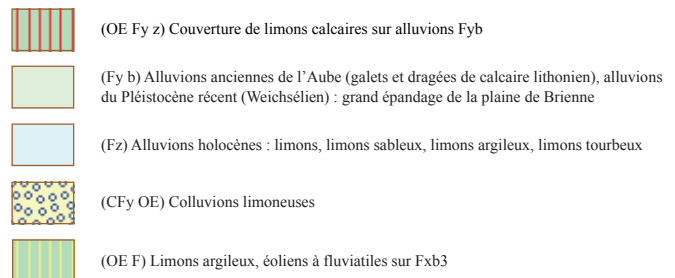 (OE Fy z) Couverture de limons calcaires sur alluvions Fyb
(Fy b) Alluvions anciennes de l'Aube (galets et dragées de calcaire lithonien), alluvions
du Pléistocène récent (Weichsélien) : grand épandage de la plaine de Brienne
(Fz) Alluvions holocènes : limons, limons sableux, limons argileux, limons tourbeux
(CFy OE) Colluvions limoneuses
(OE F) Limons argileux, éoliens à fluviatiles sur Fxb3